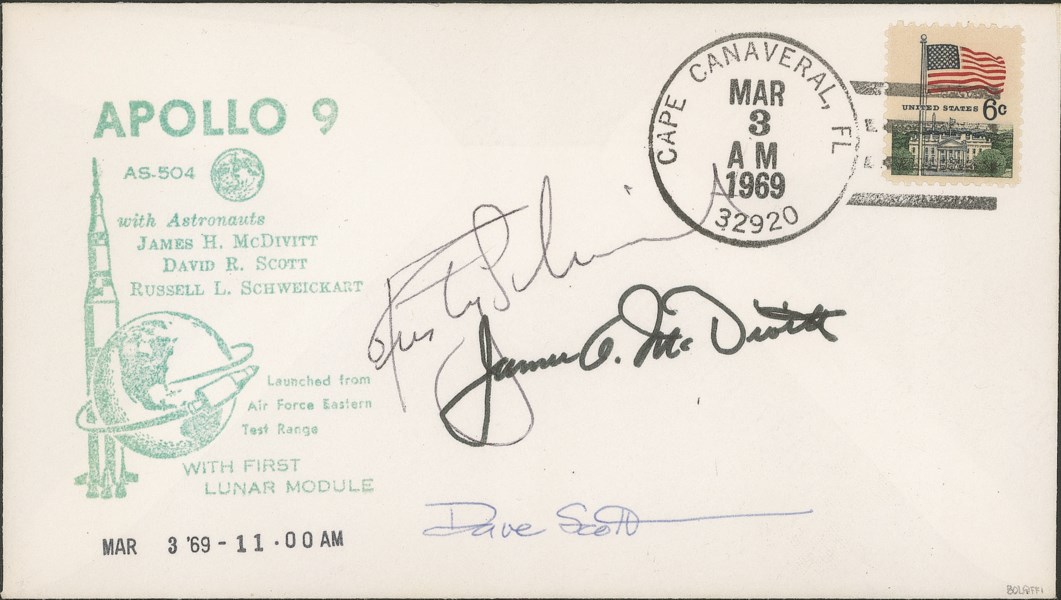 APOLLO 9
AS-504
with Astronauts
JAMES H. MCDIVITT
DAVID R. SCOTT
RUSSELL L. SCHWEICKART
Launched from
Air Force Eastern
Test Range
WITH FIRST
LUNAR MODULE
MAR 3 '69 - 11·00 AM
CAPE CANAVERAL, FL
MAR
3
AM
1969
32920
UNITED STATES 6c
Rusty Schweickart
James A. McDivitt
Dave Scott